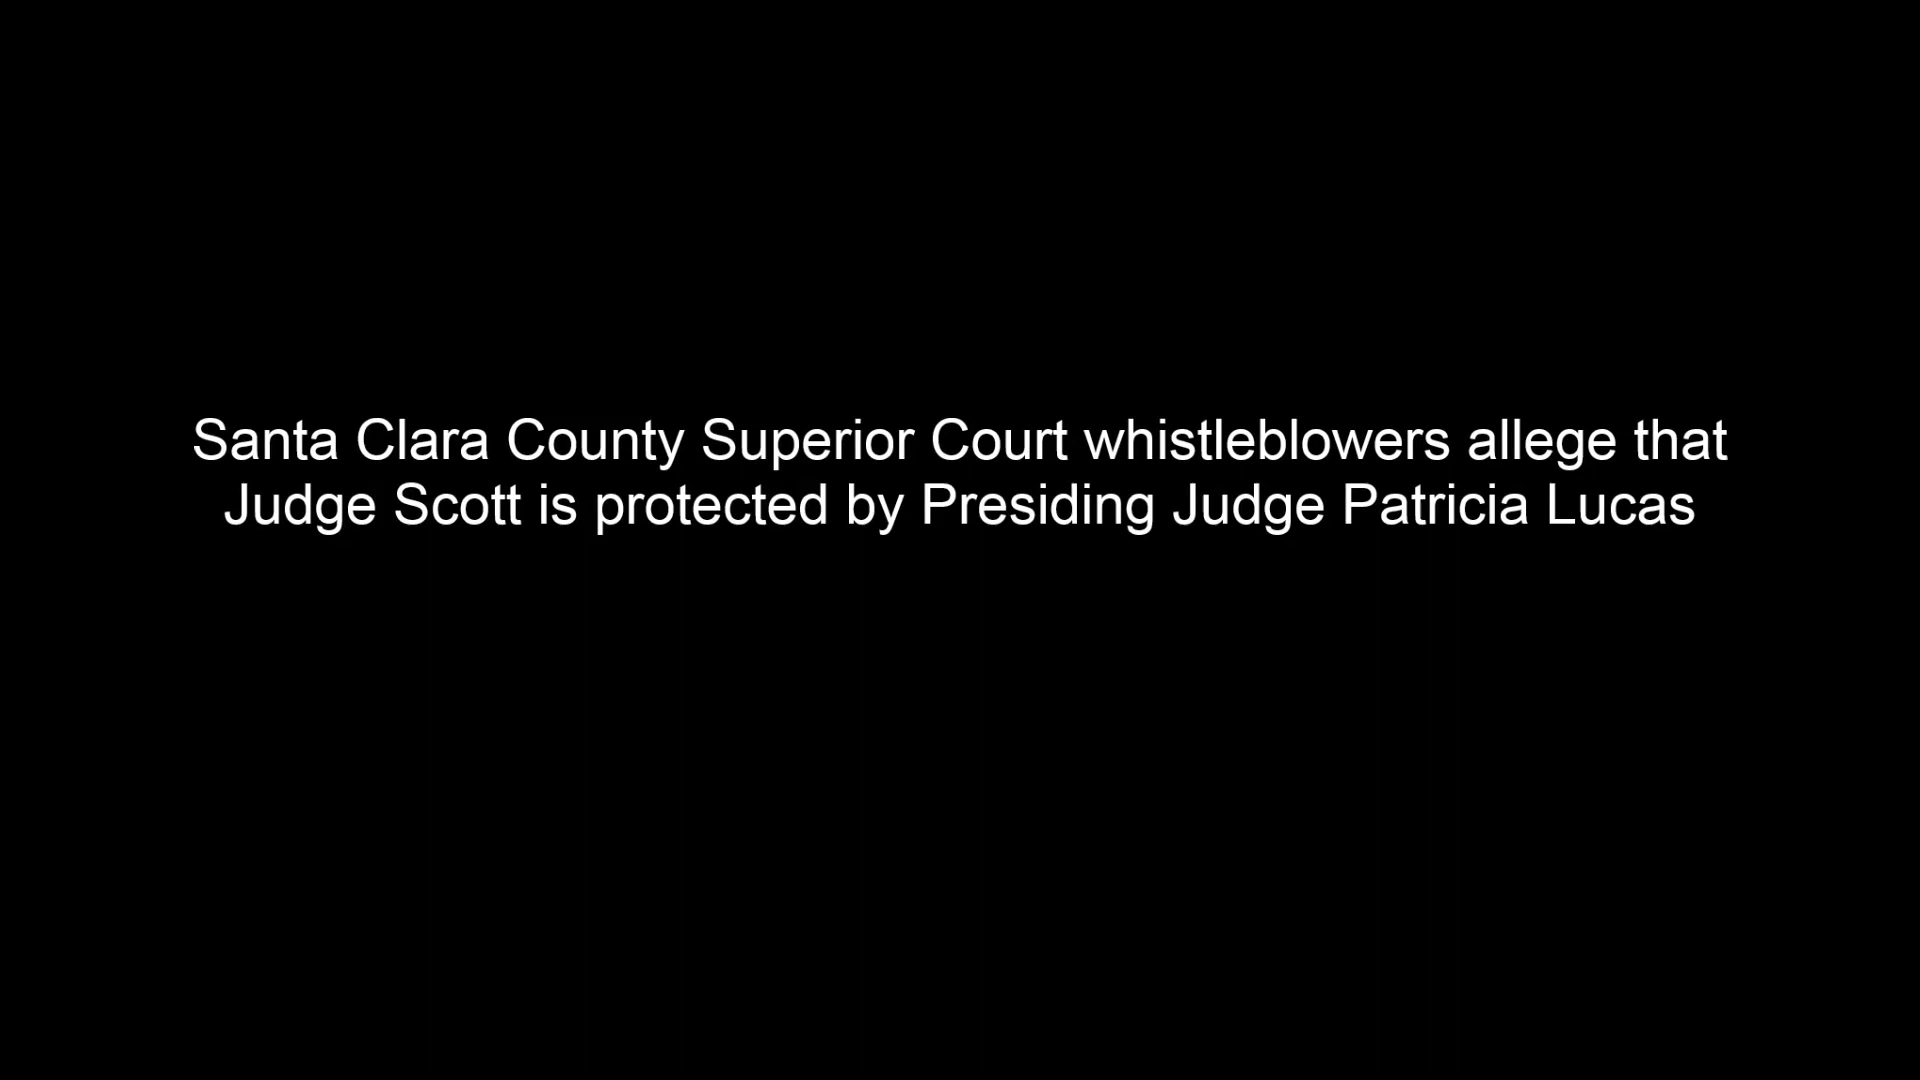 Santa Clara County Superior Court whistleblowers allege that
Judge Scott is protected by Presiding Judge Patricia Lucas